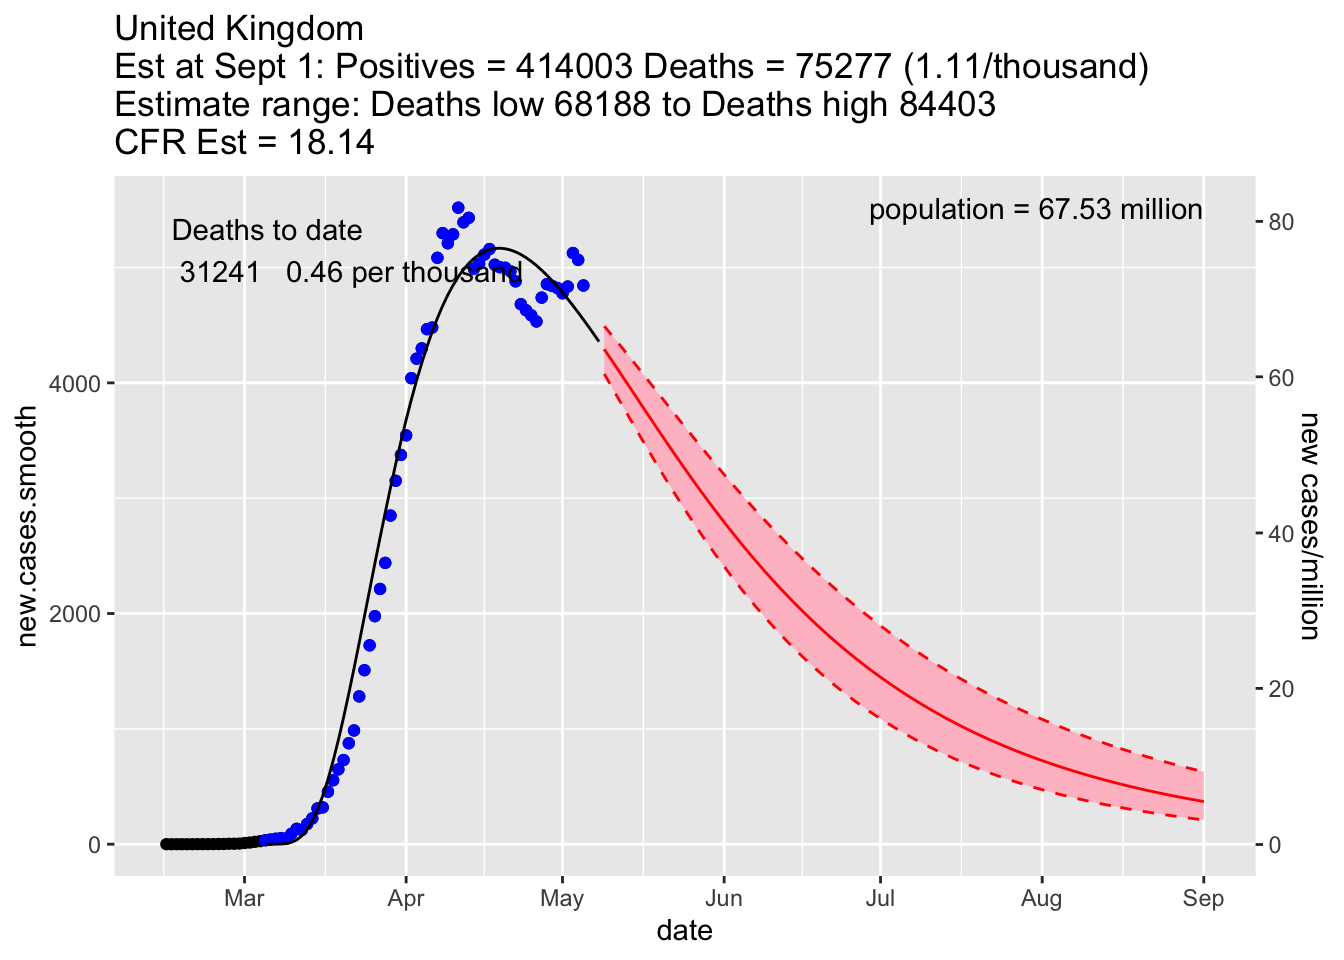 United Kingdom
Est at Sept 1: Positives = 414003 Deaths = 75277 (1.11/thousand)
Estimate range: Deaths low 68188 to Deaths high 84403
CFR Est = 18.14
population = 67.53 million
Deaths to date
31241 0.46 per thousand
new.cases.smooth
4000
2000
0
new cases/million
80
60
40
20
0
Mar Apr May Jun Jul Aug Sep
date